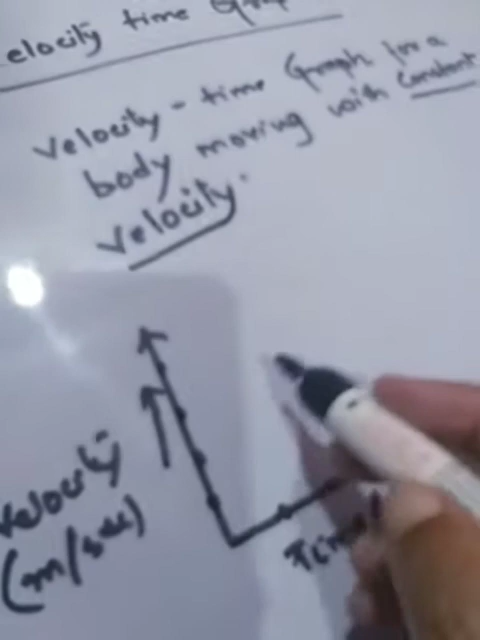 elocity time
Velocity - time Graph for a
body moving with Constant
Velocity.
Velocity
(m/sec)
Time